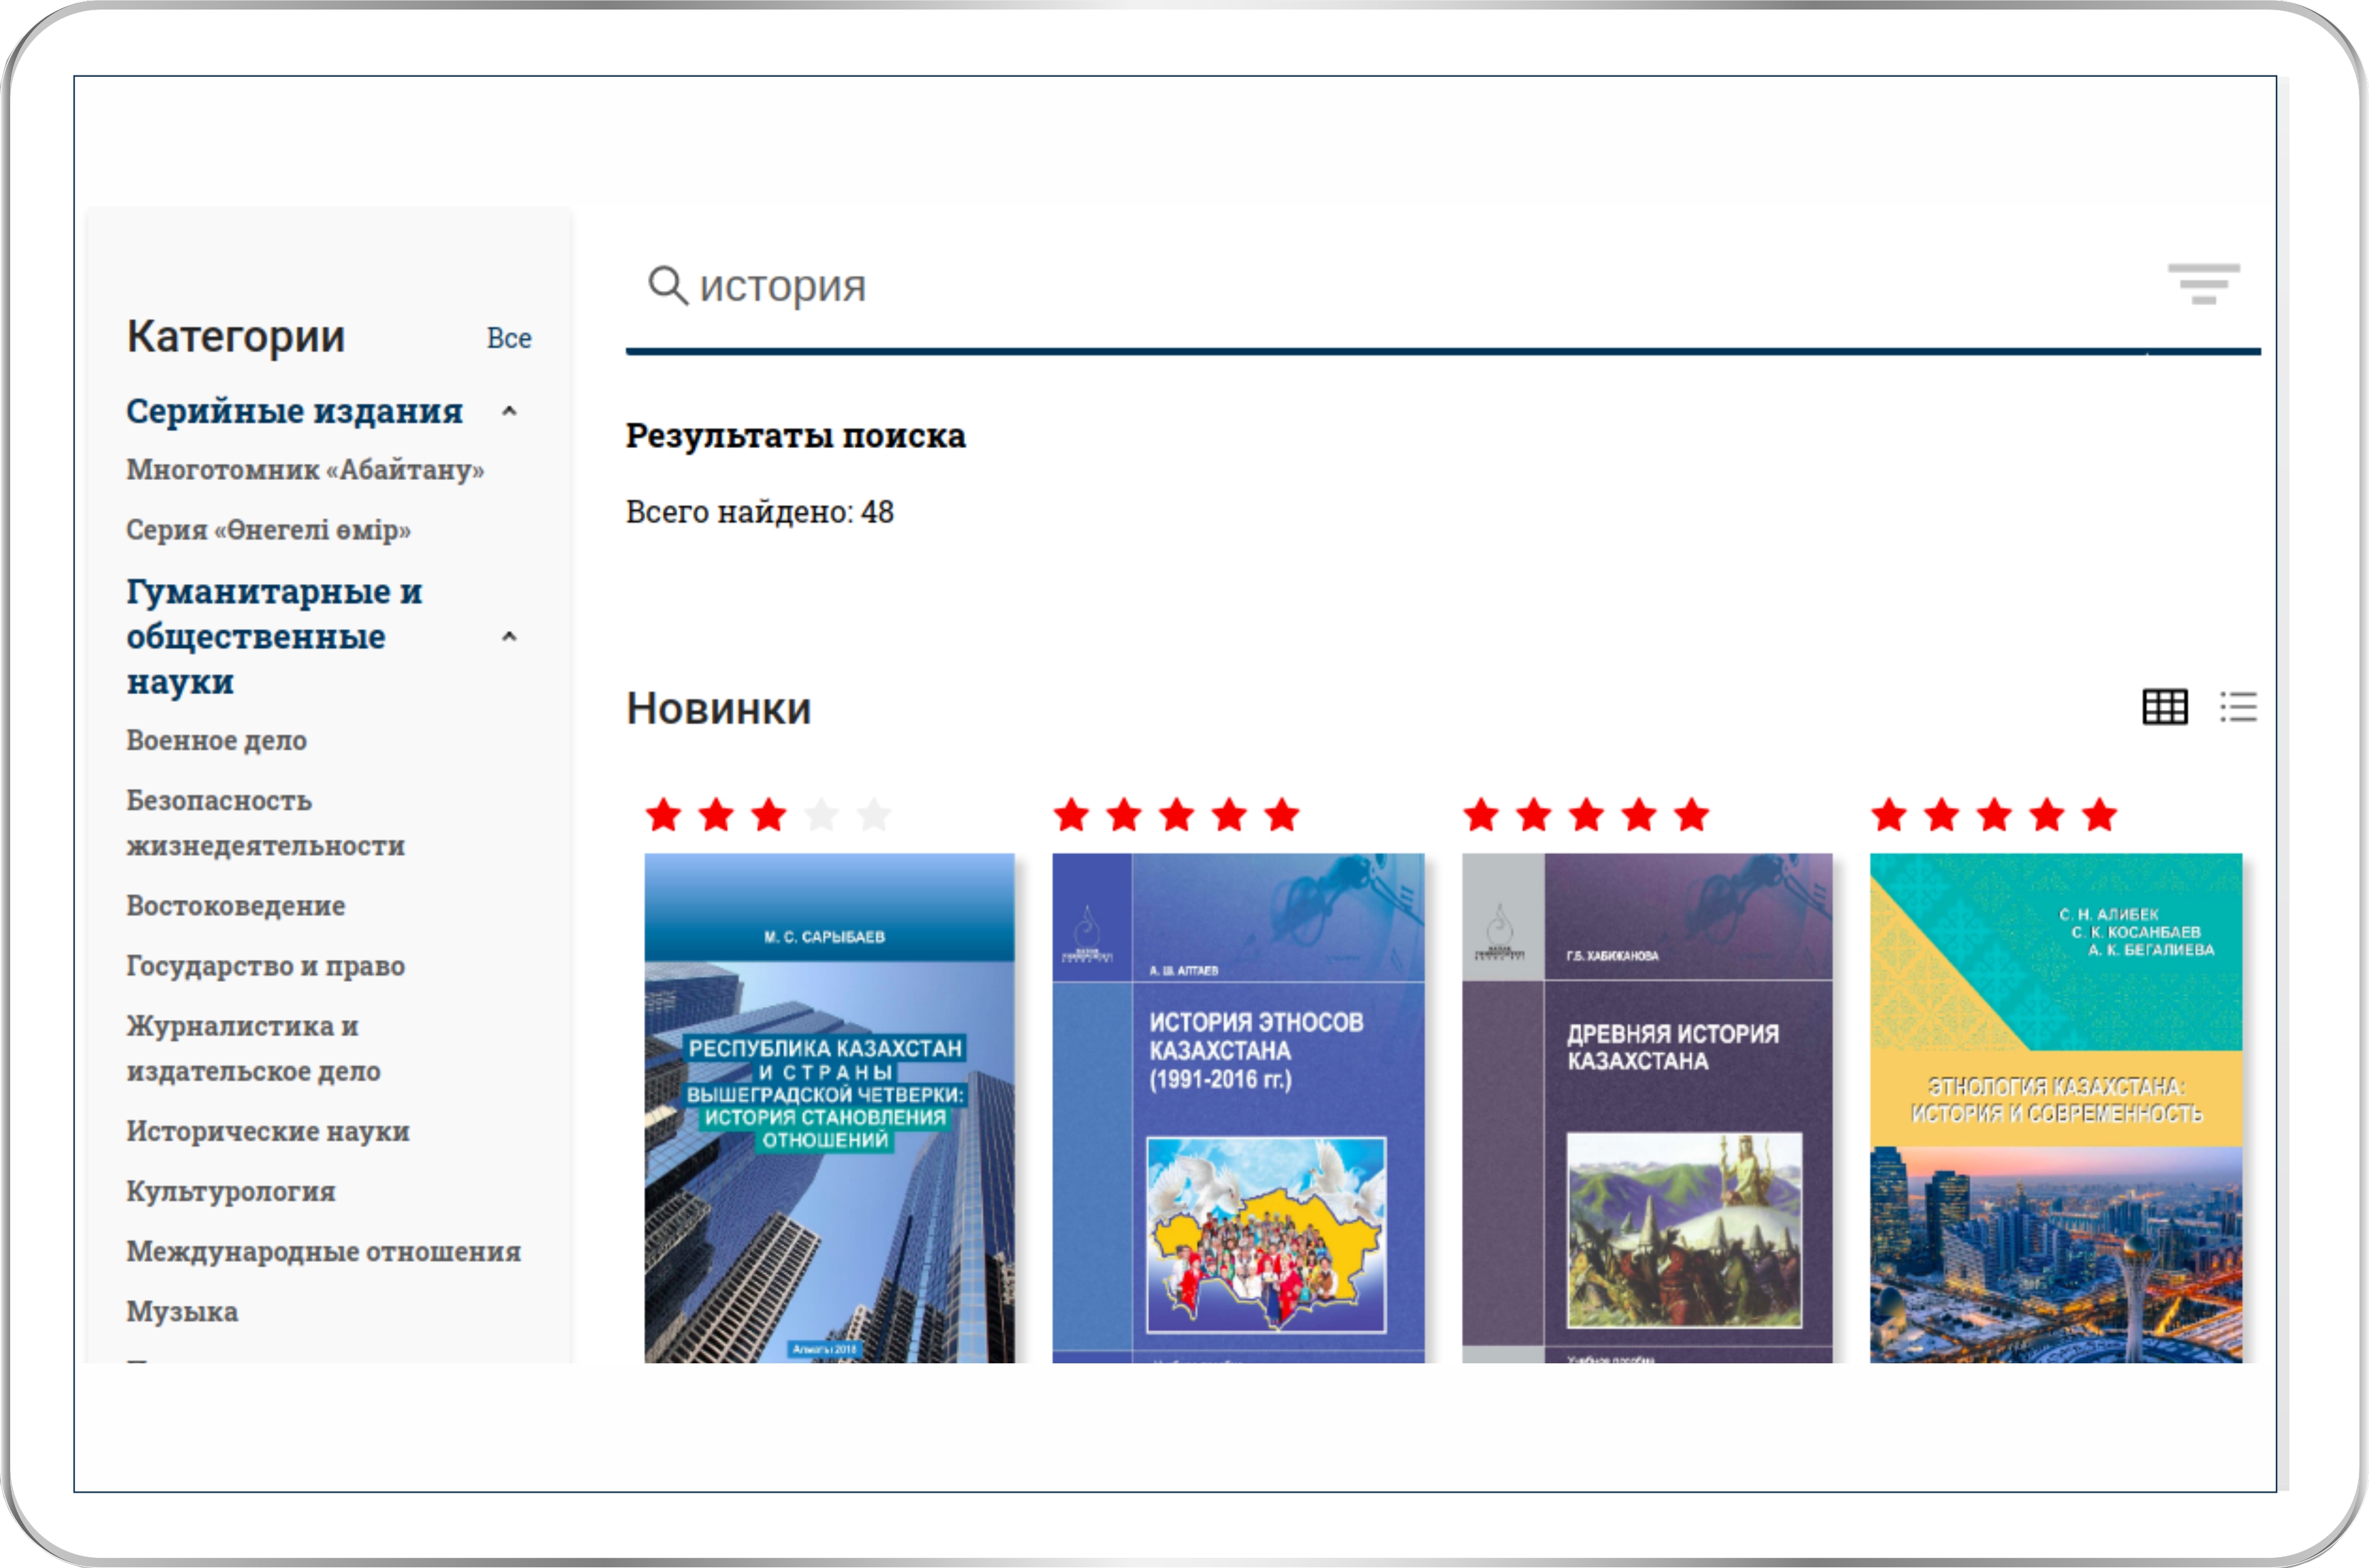 Категории
Все
Серийные издания
Многотомник «Абайтану»
Серия «Өнегелі өмір»
Гуманитарные и
общественные
науки
Военное дело
Безопасность
жизнедеятельности
Востоковедение
Государство и право
Журналистика и
издательское дело
Исторические науки
Культурология
Международные отношения
Музыка
история
Результаты поиска
Всего найдено: 48
Новинки
М. С. САРЫБАЕВ
РЕСПУБЛИКА КАЗАХСТАН
И СТРАНЫ
ВЫШЕГРАДСКОЙ ЧЕТВЕРКИ:
ИСТОРИЯ СТАНОВЛЕНИЯ
ОТНОШЕНИЙ
Алматы 2018
А. Ш. АЛТАЕВ
ИСТОРИЯ ЭТНОСОВ
КАЗАХСТАНА
(1991-2016 гг.)
Г.Б. ХАБИЖАНОВА
ДРЕВНЯЯ ИСТОРИЯ
КАЗАХСТАНА
Учебное пособие
С. Н. АЛИБЕК
С. К. КОСАНБАЕВ
А. К. БЕГАЛИЕВА
ЭТНОЛОГИЯ КАЗАХСТАНА:
ИСТОРИЯ И СОВРЕМЕННОСТЬ